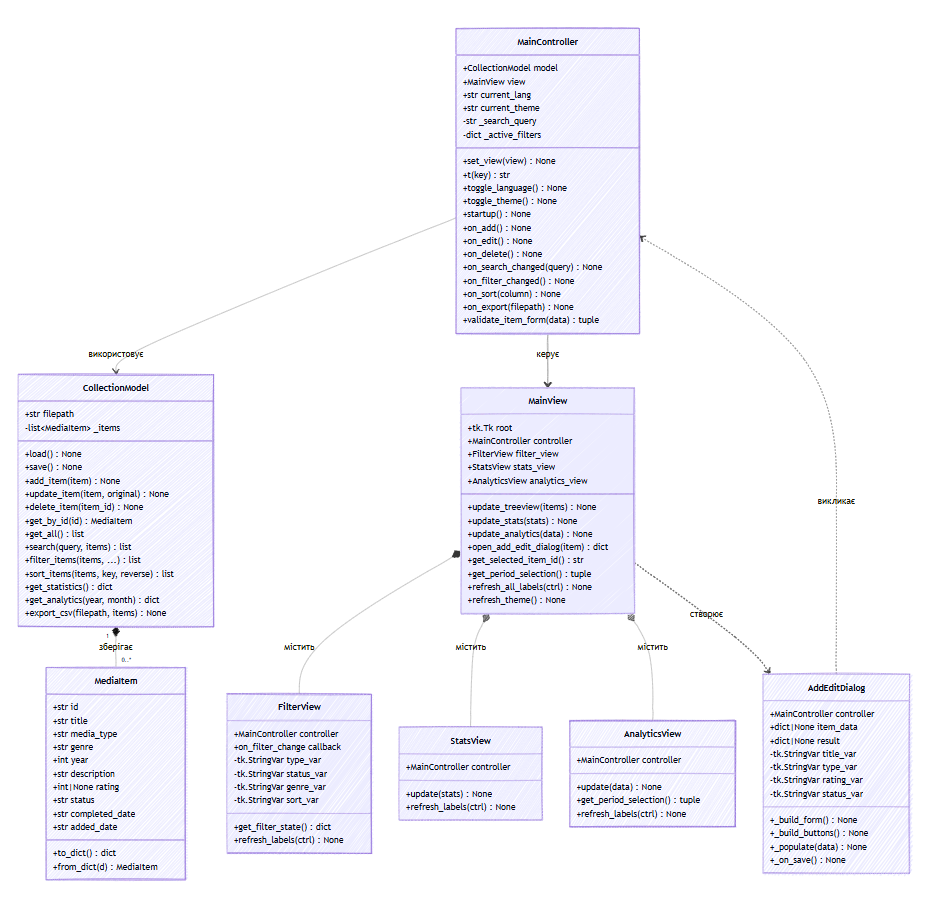 MainController
+CollectionModel model
+MainView view
+str current_lang
+str current_theme
-str _search_query
-dict _active_filters
+set_view(view) : None
+t(key) : str
+toggle_language() : None
+toggle_theme() : None
+startup() : None
+on_add() : None
+on_edit() : None
+on_delete() : None
+on_search_changed(query) : None
+on_filter_changed() : None
+on_sort(column) : None
+on_export(filepath) : None
+validate_item_form(data) : tuple
використовує
керує
CollectionModel
+str filepath
-list<MediaItem> _items
+load() : None
+save() : None
+add_item(item) : None
+update_item(item, original) : None
+delete_item(item_id) : None
+get_by_id(id) : MediaItem
+get_all() : list
+search(query, items) : list
+filter_items(items, ...) : list
+sort_items(items, key, reverse) : list
+get_statistics() : dict
+get_analytics(year, month) : dict
+export_csv(filepath, items) : None
MainView
+tk.Tk root
+MainController controller
+FilterView filter_view
+StatsView stats_view
+AnalyticsView analytics_view
+update_treeview(items) : None
+update_stats(stats) : None
+update_analytics(data) : None
+open_add_edit_dialog(item) : dict
+get_selected_item_id() : str
+get_period_selection() : tuple
+refresh_all_labels(ctrl) : None
+refresh_theme() : None
викликає
створює
1
зберігає
0..*
містить
містить
містить
MediaItem
+str id
+str title
+str media_type
+str genre
+int year
+str description
+int|None rating
+str status
+str completed_date
+str added_date
+to_dict() : dict
+from_dict(d) : MediaItem
FilterView
+MainController controller
+on_filter_change callback
-tk.StringVar type_var
-tk.StringVar status_var
-tk.StringVar genre_var
-tk.StringVar sort_var
+get_filter_state() : dict
+refresh_labels(ctrl) : None
StatsView
+MainController controller
+update(stats) : None
+refresh_labels(ctrl) : None
AnalyticsView
+MainController controller
+update(data) : None
+get_period_selection() : tuple
+refresh_labels(ctrl) : None
AddEditDialog
+MainController controller
+dict|None item_data
+dict|None result
-tk.StringVar title_var
-tk.StringVar type_var
-tk.StringVar rating_var
-tk.StringVar status_var
+_build_form() : None
+_build_buttons() : None
+_populate(data) : None
+_on_save() : None